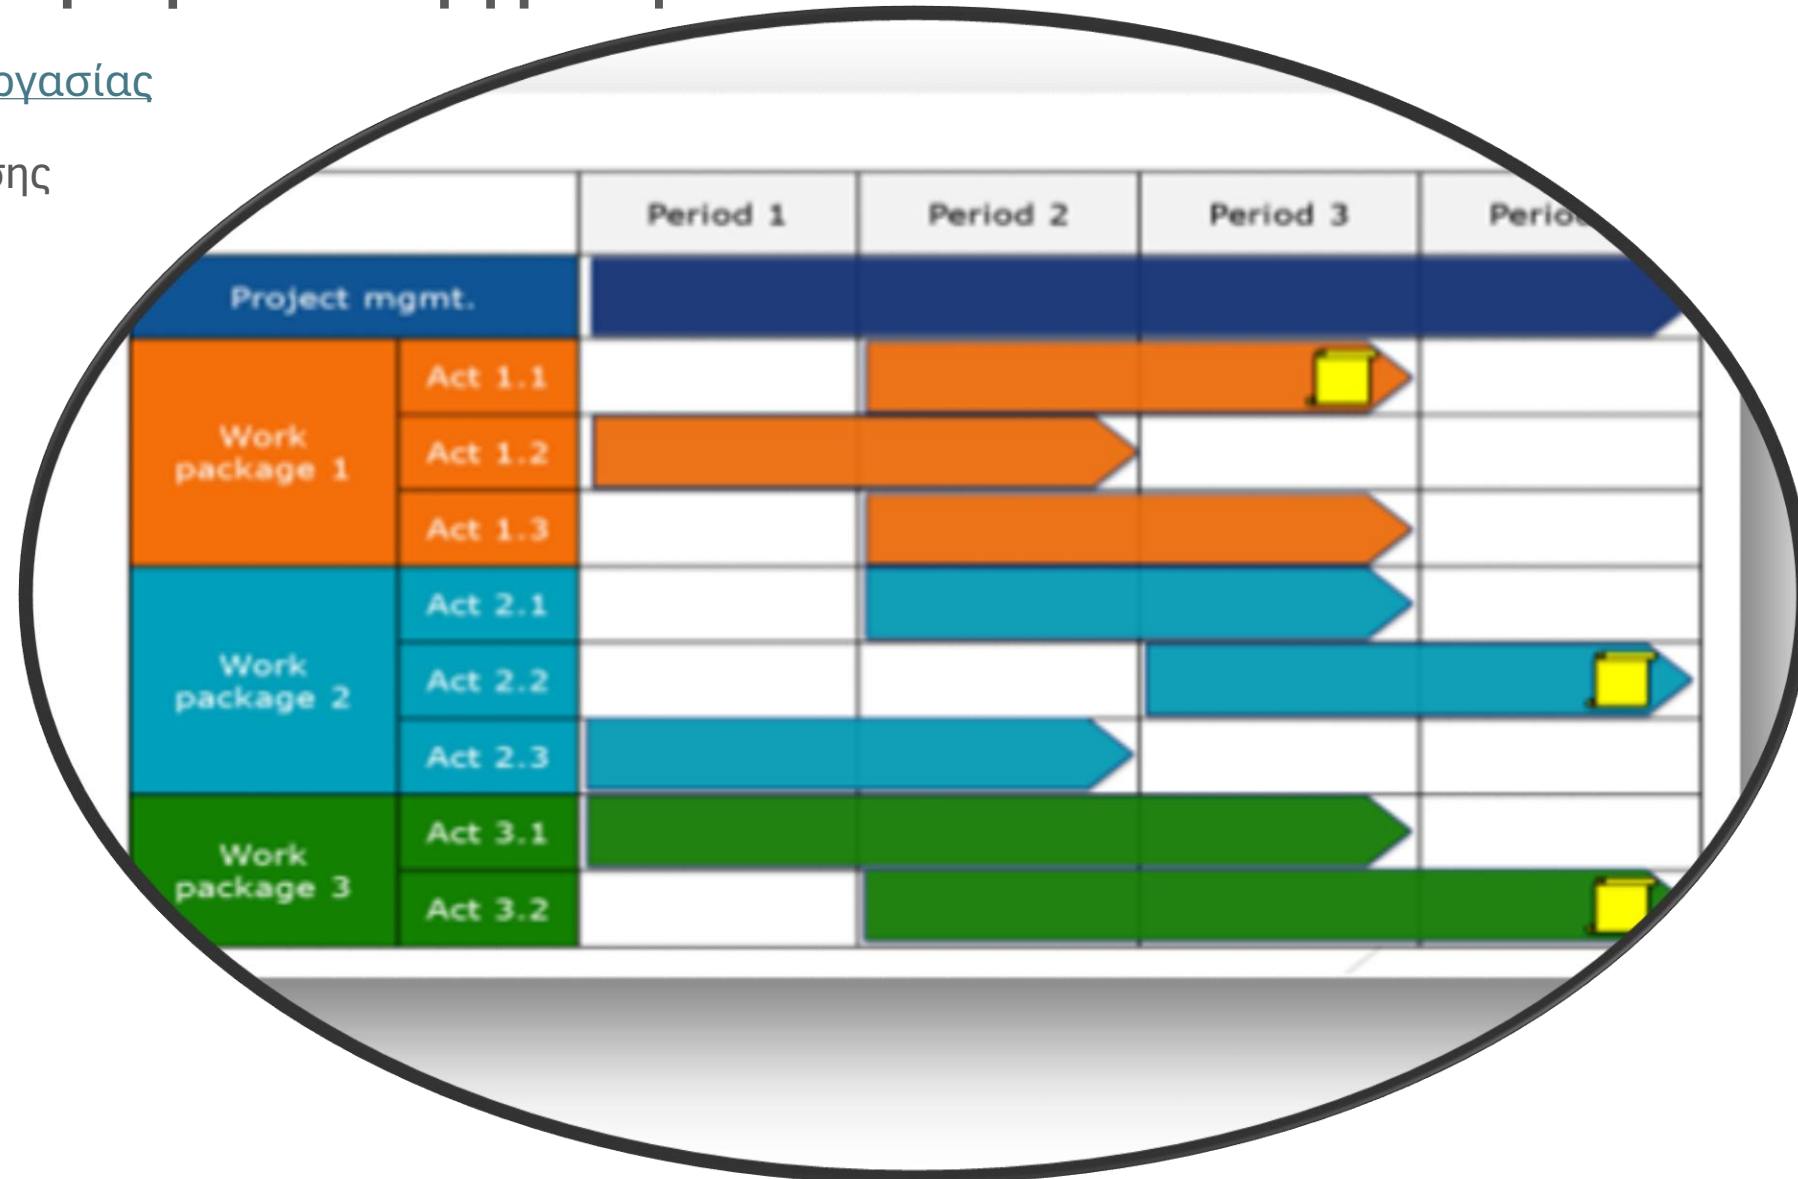 Period 1 Period 2 Period 3
Project mgmt.
Work
package 1
Act 1.1
Act 1.2
Act 1.3
Work
package 2
Act 2.1
Act 2.2
Act 2.3
Work
package 3
Act 3.1
Act 3.2